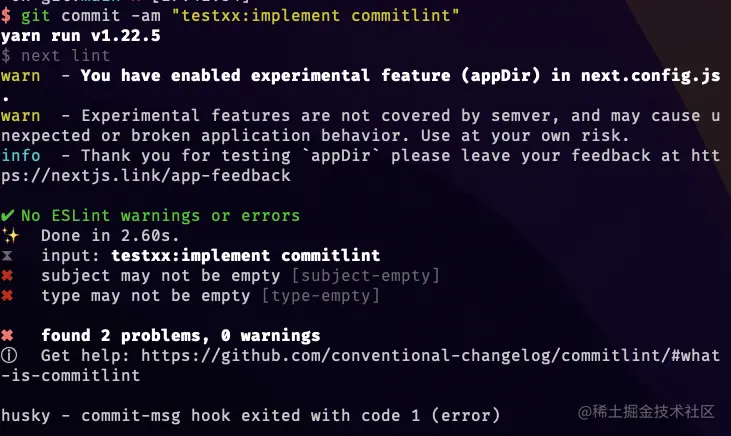 $ git commit -am "testxx:implement commitlint"
yarn run v1.22.5
$ next lint
warn  - You have enabled experimental feature (appDir) in next.config.js
.
warn  - Experimental features are not covered by semver, and may cause u
nexpected or broken application behavior. Use at your own risk.
info  - Thank you for testing `appDir` please leave your feedback at htt
ps://nextjs.link/app-feedback
✔ No ESLint warnings or errors
✨  Done in 2.60s.
⧗   input: testxx:implement commitlint
✖   subject may not be empty [subject-empty]
✖   type may not be empty [type-empty]
✖   found 2 problems, 0 warnings
ⓘ   Get help: https://github.com/conventional-changelog/commitlint/#what
-is-commitlint
husky - commit-msg hook exited with code 1 (error)
@稀土掘金技术社区